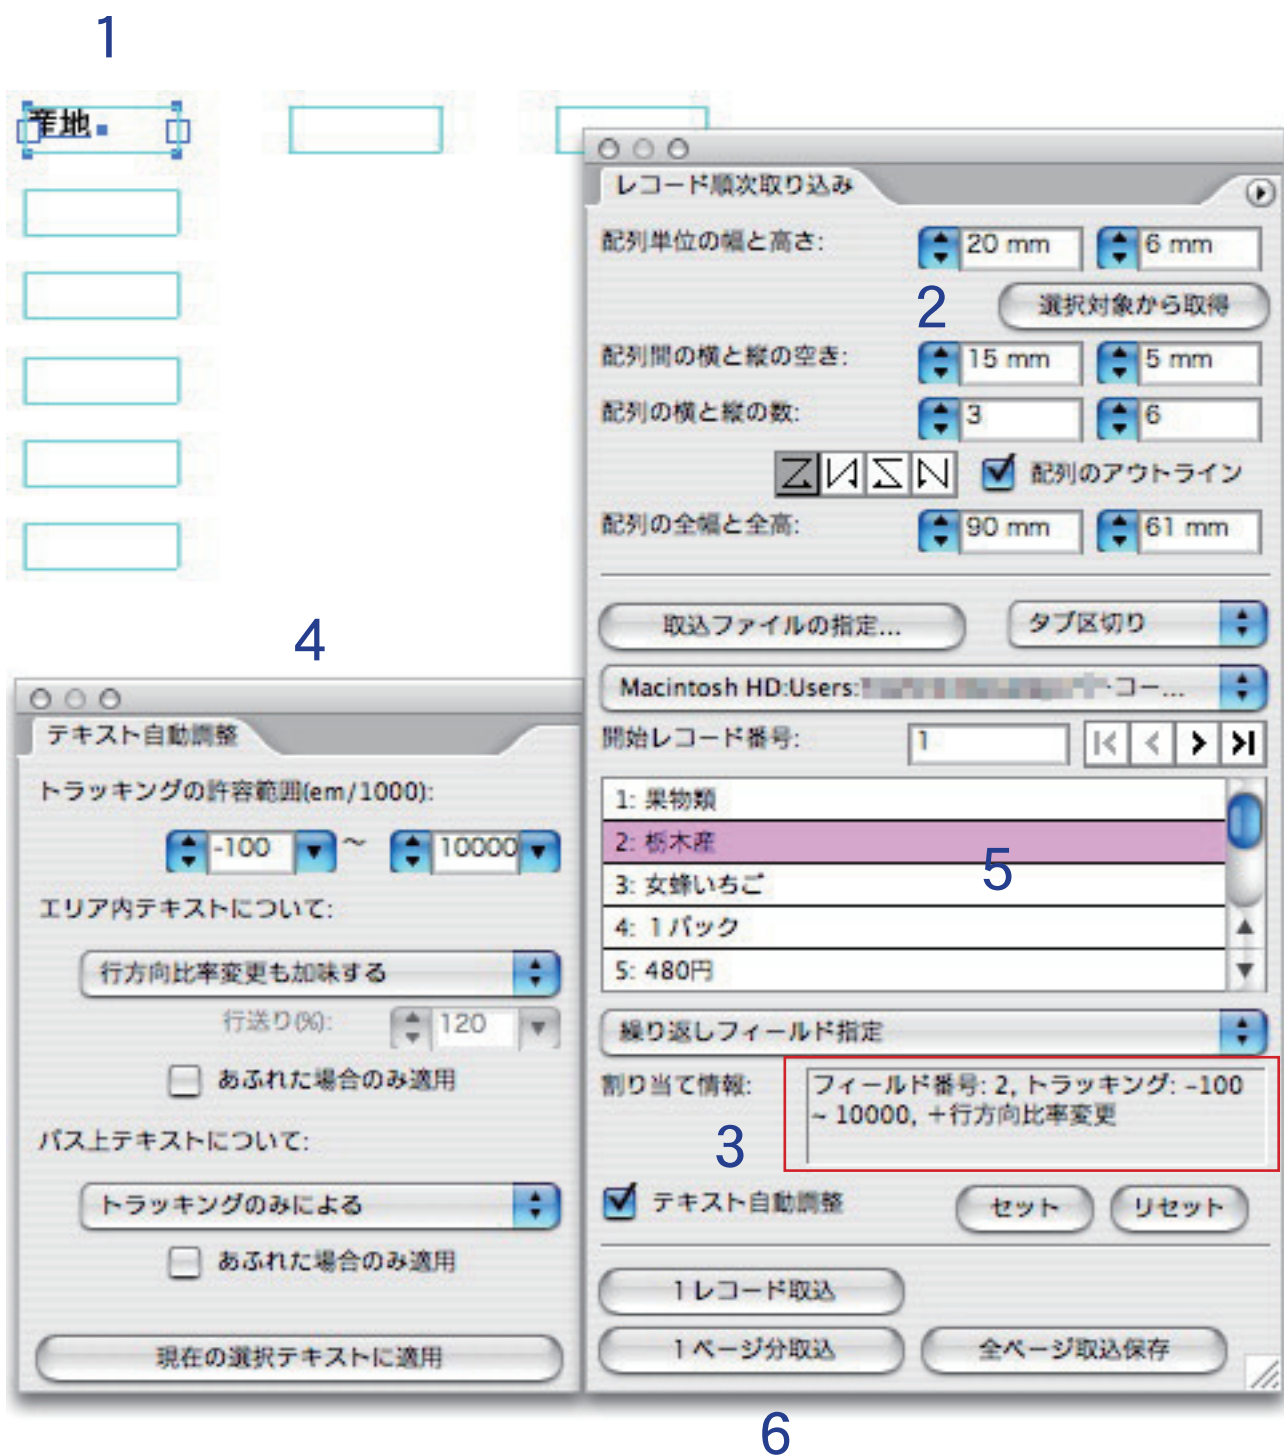 1
産地
レコード順次取り込み
配列単位の幅と高さ: 20 mm 6 mm
2 選択対象から取得
配列間の横と縦の空き: 15 mm 5 mm
配列の横と縦の数: 3 6
配列のアウトライン
配列の全幅と全高: 90 mm 61 mm
取込ファイルの指定... タブ区切り
Macintosh HD:Users: ーコー...
開始レコード番号: 1
1: 果物類
2: 栃木産
5
3: 女蜂いちご
4: 1パック
5: 480円
繰り返しフィールド指定
割り当て情報: フィールド番号: 2, トラッキング: -100
~ 10000, +行方向比率変更
3
テキスト自動調整 セット リセット
1レコード取込
1ページ分取込 全ページ取込保存
4
テキスト自動調整
トラッキングの許容範囲(em/1000):
-100 ~ 10000
エリア内テキストについて:
行方向比率変更も加味する
行送り(%): 120
あふれた場合のみ適用
パス上テキストについて:
トラッキングのみによる
あふれた場合のみ適用
現在の選択テキストに適用
6